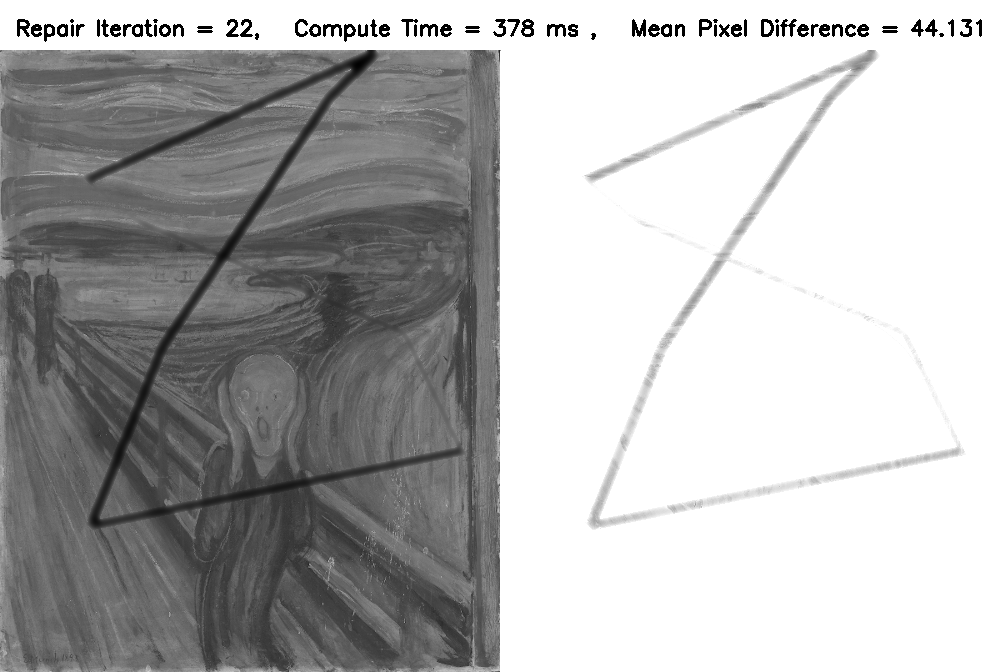 Repair Iteration = 22,   Compute Time = 378 ms ,   Mean Pixel Difference = 44.131